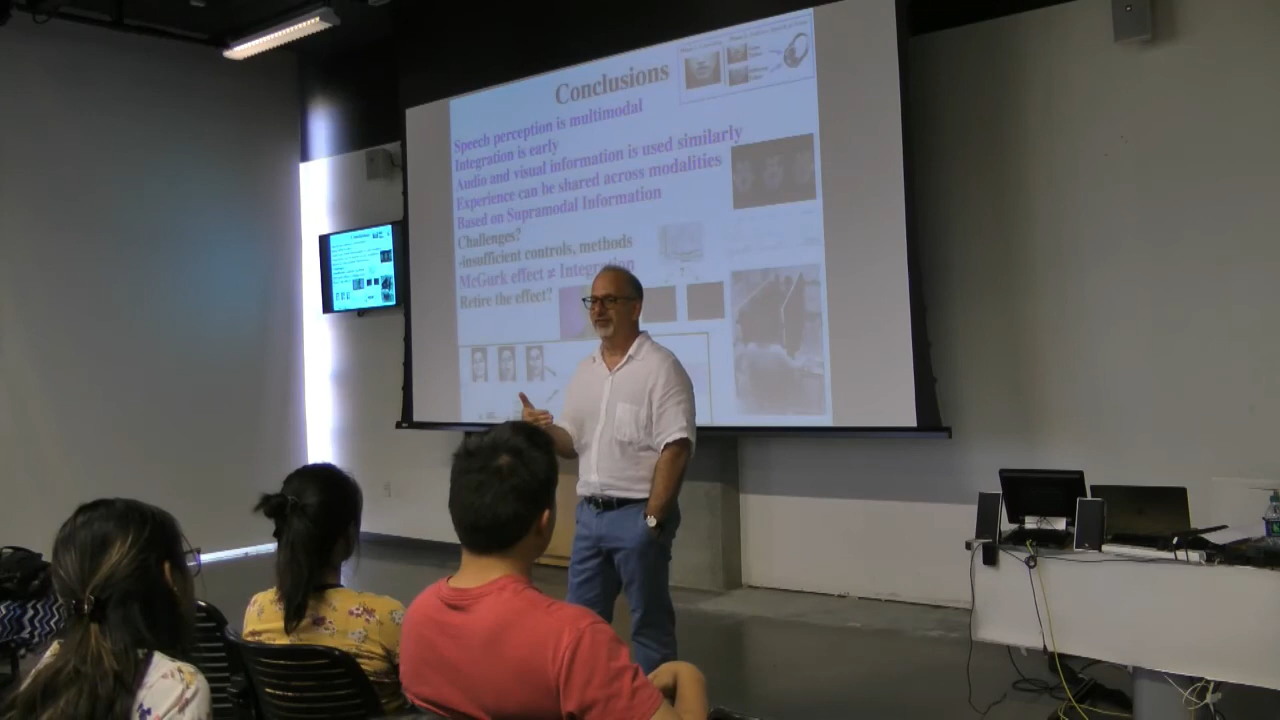 Conclusions
Speech perception is multimodal
Integration is early
Audio and visual information is used similarly
Experience can be shared across modalities
Based on Supramodal Information
Challenges?
-insufficient controls, methods
McGurk effect ≠ Integration
Retire the effect?